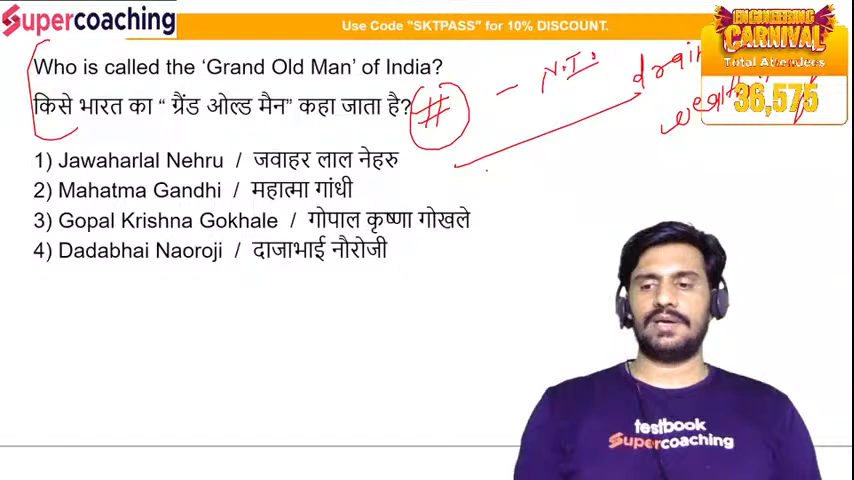 Supercoaching
Use Code "SKTPASS" for 10% DISCOUNT.
ENGINEERING
CARNIVAL
Total Attendees
36,575
Who is called the ‘Grand Old Man’ of India?
किसे भारत का “ ग्रैंड ओल्ड मैन” कहा जाता है?
# - N.I. drain
wealth
1) Jawaharlal Nehru / जवाहर लाल नेहरु
2) Mahatma Gandhi / महात्मा गांधी
3) Gopal Krishna Gokhale / गोपाल कृष्णा गोखले
4) Dadabhai Naoroji / दाजाभाई नौरोजी
testbook
Supercoaching